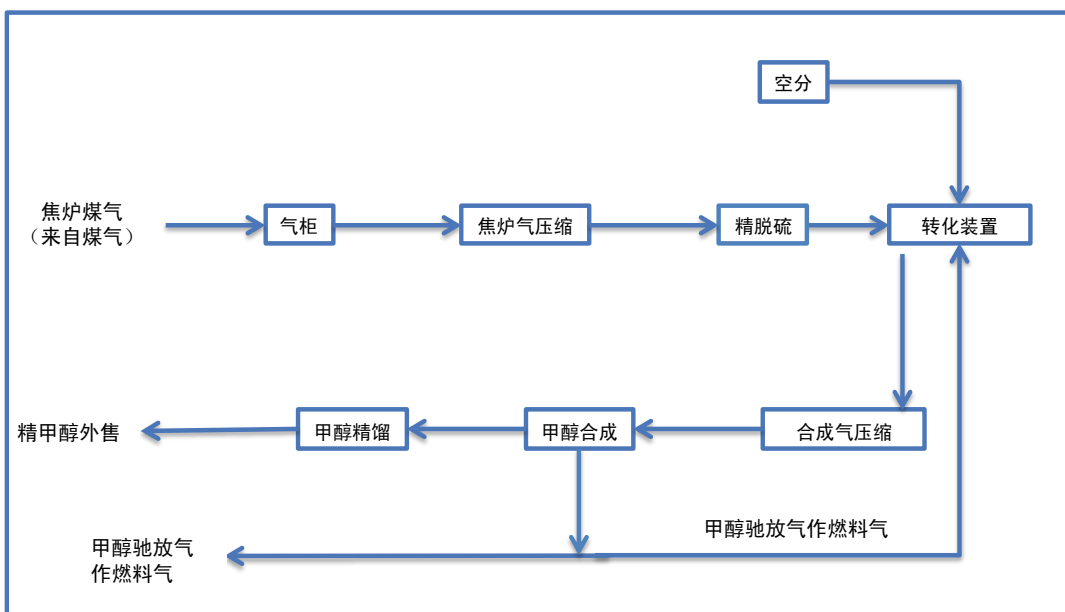 空分
焦炉煤气
（来自煤气）
气柜
焦炉气压缩
精脱硫
转化装置
精甲醇外售
甲醇精馏
甲醇合成
合成气压缩
甲醇驰放气作燃料气
甲醇驰放气
作燃料气